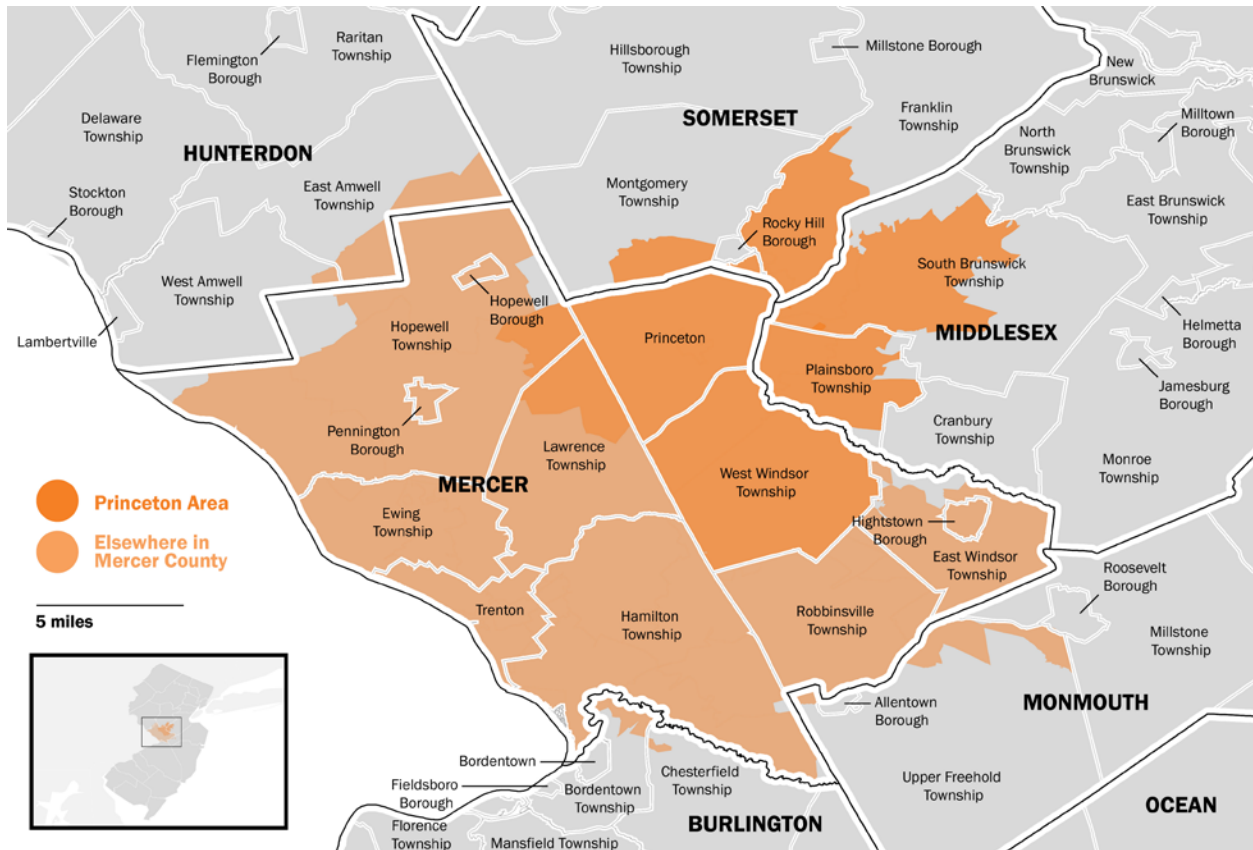 Raritan
Township
Flemington
Borough
Hillsborough
Township
Millstone Borough
New
Brunswick
Delaware
Township
HUNTERDON
SOMERSET
Franklin
Township
North
Brunswick
Township
Milltown
Borough
East Amwell
Township
Montgomery
Township
Stockton
Borough
East Brunswick
Township
Rocky Hill
Borough
South Brunswick
Township
West Amwell
Township
Hopewell
Borough
Lambertville
Hopewell
Township
Princeton
MIDDLESEX
Helmetta
Borough
Plainsboro
Township
Jamesburg
Borough
Pennington
Borough
Cranbury
Township
Lawrence
Township
Monroe
Township
MERCER
West Windsor
Township
Princeton Area
Ewing
Township
Hightstown
Borough
Elsewhere in
Mercer County
East Windsor
Township
Roosevelt
Borough
5 miles
Trenton
Hamilton
Township
Robbinsville
Township
Millstone
Township
Allentown
Borough
MONMOUTH
Bordentown
Fieldsboro
Borough
Bordentown
Township
Chesterfield
Township
Upper Freehold
Township
OCEAN
Florence
Township
Mansfield Township
BURLINGTON